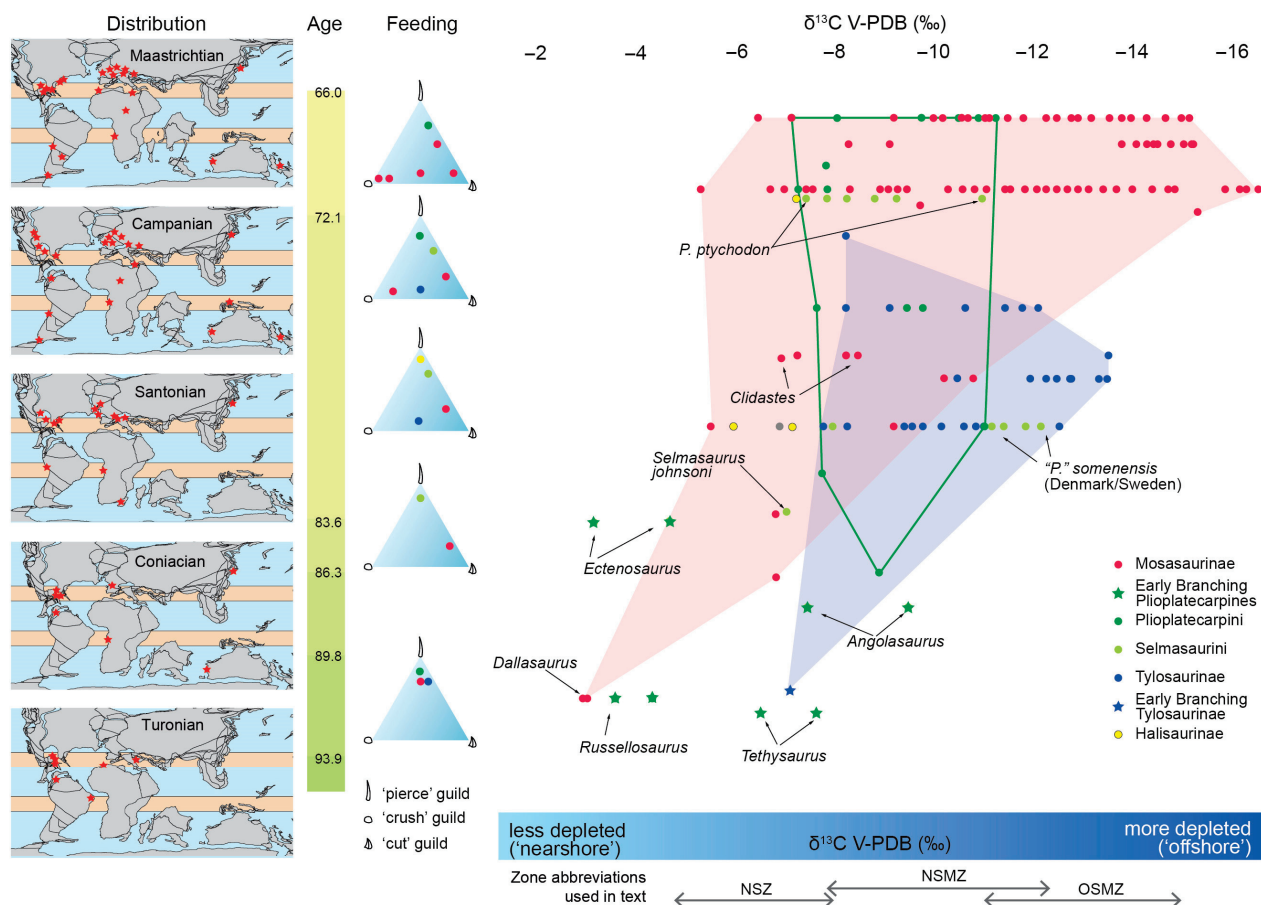 Distribution
Age
Feeding
δ¹³C V-PDB (‰)
–2
–4
–6
–8
–10
–12
–14
–16
Maastrichtian
66.0
72.1
Campanian
P. ptychodon
Santonian
Clidastes
Selmasaurus
johnsoni
“P.” somenensis
(Denmark/Sweden)
83.6
Ectenosaurus
Coniacian
86.3
Mosasaurinae
Early Branching
Plioplatecarpines
Plioplatecarpini
Selmasaurini
Tylosaurinae
Early Branching
Tylosaurinae
Halisaurinae
Angolasaurus
89.8
Dallasaurus
Turonian
Russellosaurus
Tethysaurus
93.9
‘pierce’ guild
‘crush’ guild
‘cut’ guild
less depleted
(‘nearshore’)
δ¹³C V-PDB (‰)
more depleted
(‘offshore’)
Zone abbreviations
used in text
NSZ
NSMZ
OSMZ